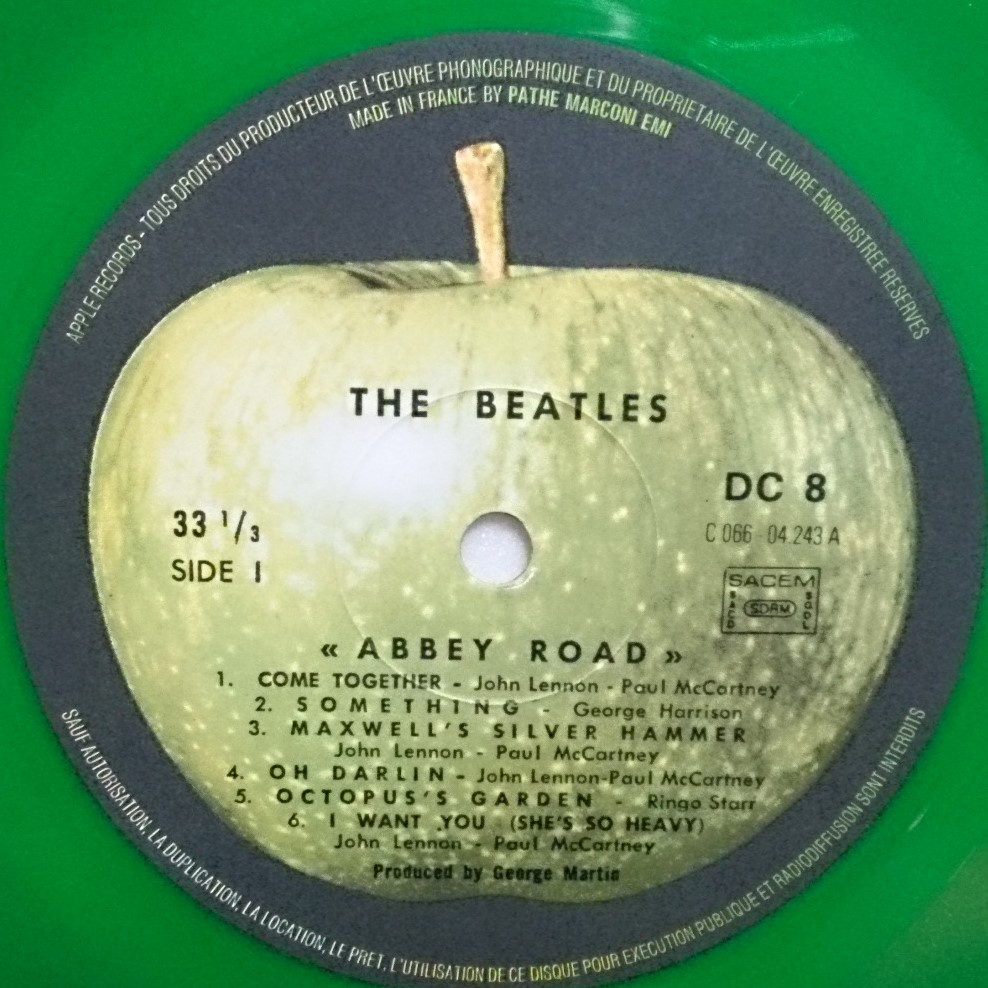 APPLE RECORDS - TOUS DROITS DU PRODUCTEUR DE L'ŒUVRE PHONOGRAPHIQUE ET DU PROPRIETAIRE DE L'ŒUVRE ENREGISTREE RESERVES
MADE IN FRANCE BY PATHE MARCONI EMI
THE BEATLES
33 1/3
SIDE 1
DC 8
C 066 - 04.243 A
SACEM
SACD SDRM SGDL
« ABBEY ROAD »
1. COME TOGETHER - John Lennon - Paul McCartney
2. SOMETHING - George Harrison
3. MAXWELL'S SILVER HAMMER
John Lennon - Paul McCartney
4. OH DARLIN - John Lennon-Paul McCartney
5. OCTOPUS'S GARDEN - Ringo Starr
6. I WANT YOU (SHE'S SO HEAVY)
John Lennon - Paul McCartney
Produced by George Martin
SAUF AUTORISATION, LA DUPLICATION, LA LOCATION, LE PRET, L'UTILISATION DE CE DISQUE POUR EXECUTION PUBLIQUE ET RADIODIFFUSION SONT INTERDITS